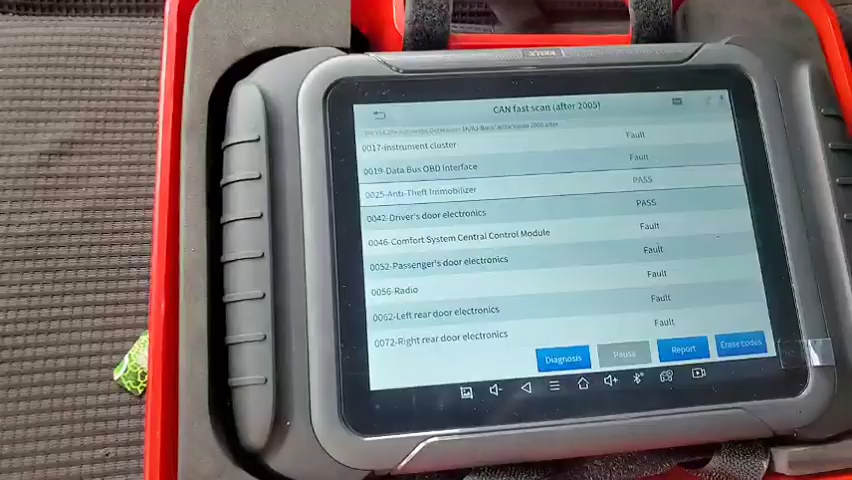 XTOOL
CAN fast scan (after 2005)
0017-Instrument cluster Fault
0019-Data Bus OBD Interface Fault
0025-Anti-Theft Immobilizer PASS
0042-Driver's door electronics PASS
0046-Comfort System Central Control Module Fault
0052-Passenger's door electronics Fault
0056-Radio Fault
0062-Left rear door electronics Fault
0072-Right rear door electronics Fault
Diagnosis Pause Report Erase codes